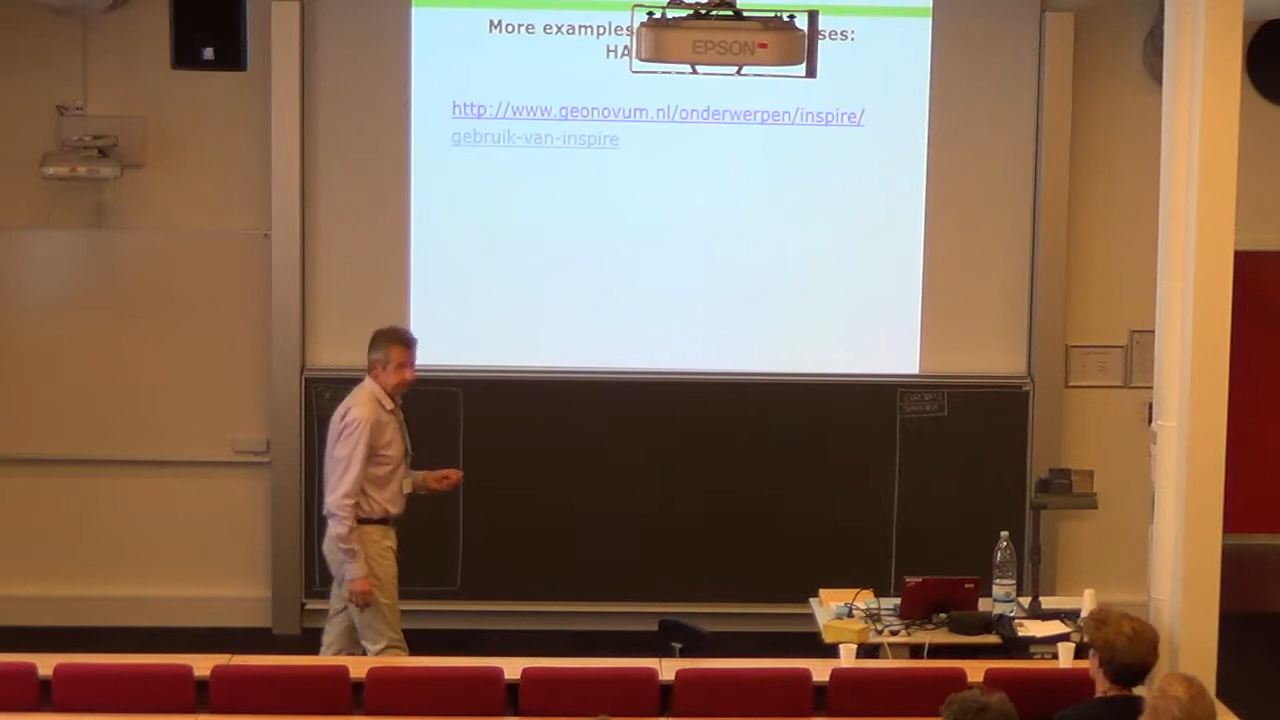 More examples ses:
HA
EPSON
http://www.geonovum.nl/onderwerpen/inspire/
gebruik-van-inspire